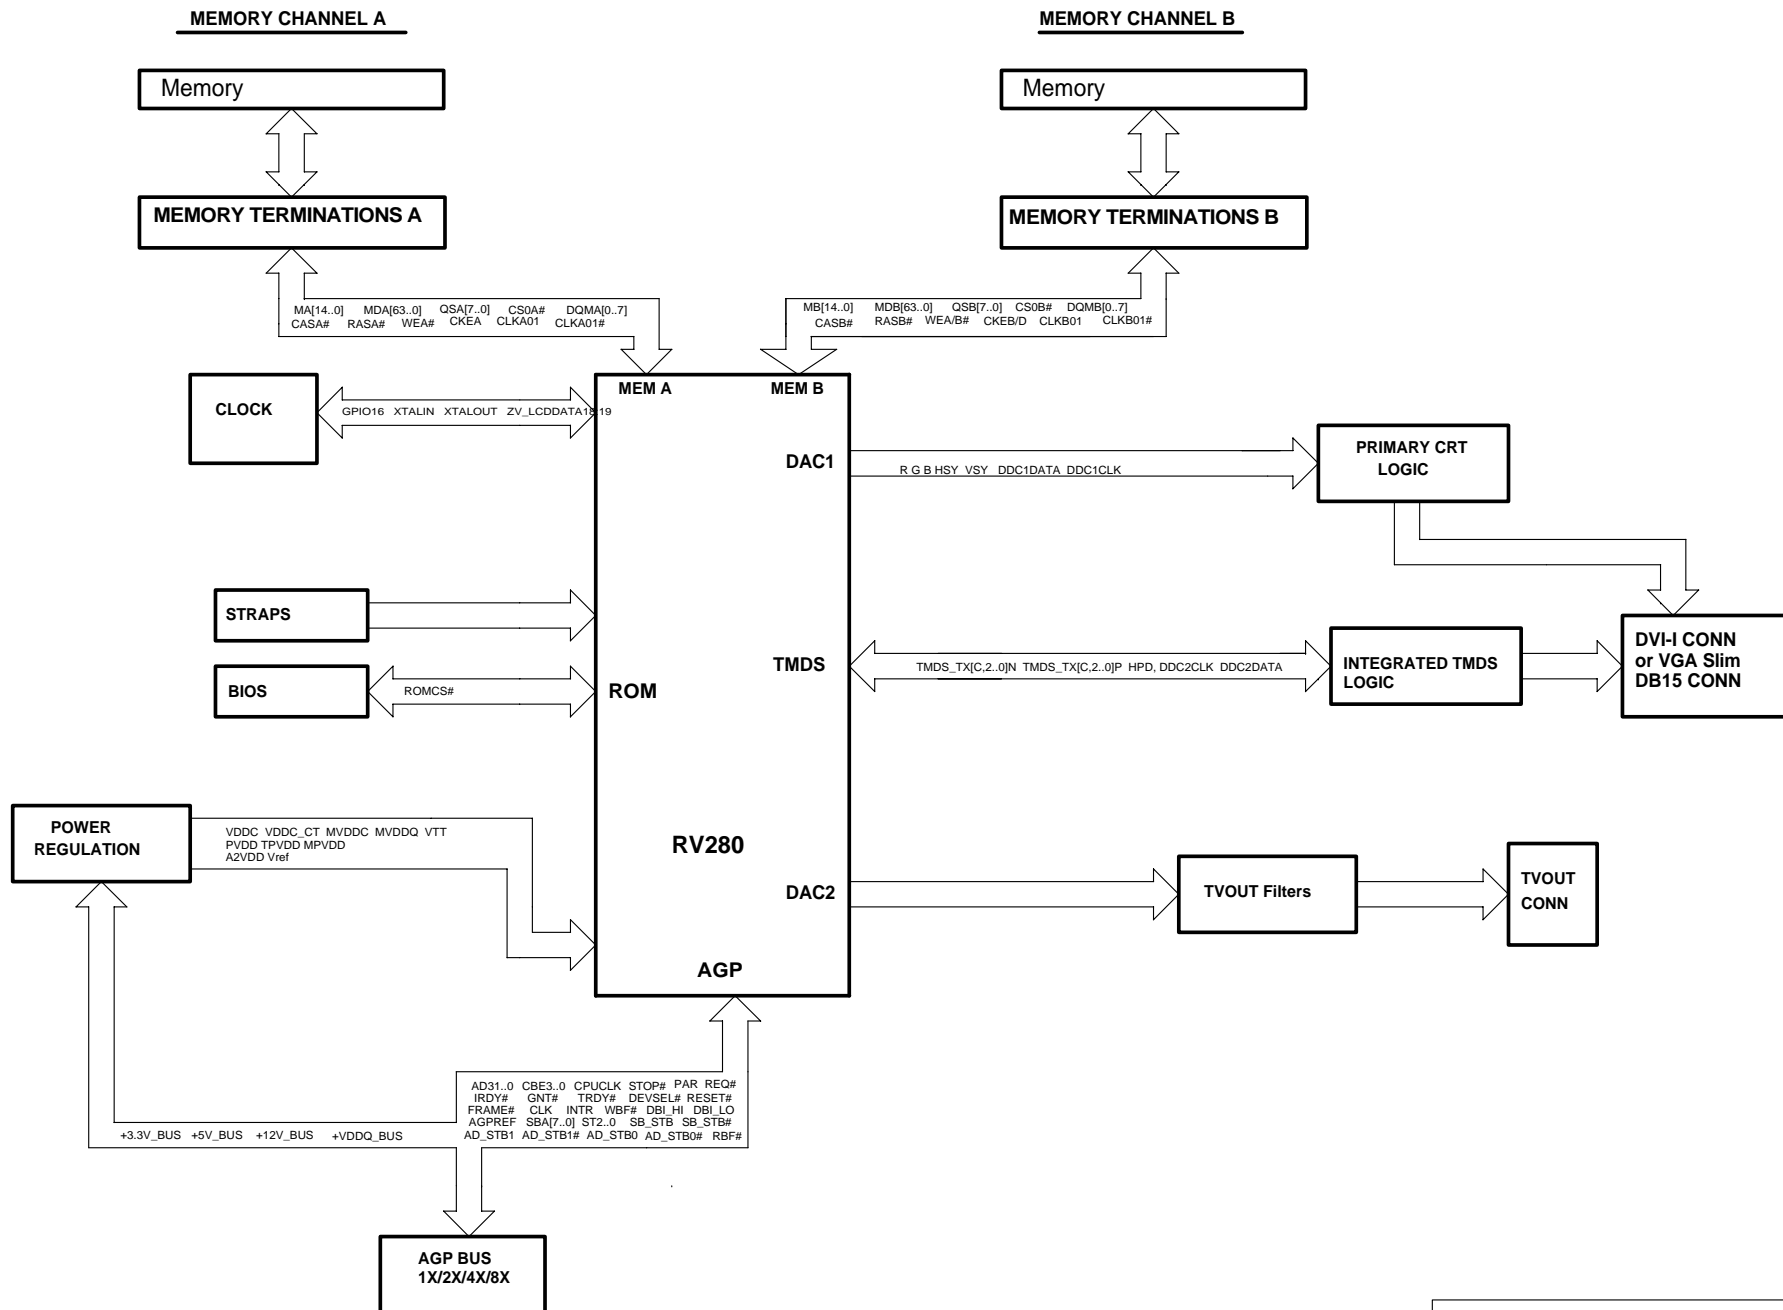 MEMORY CHANNEL A
MEMORY CHANNEL B
Memory
Memory
MEMORY TERMINATIONS A
MEMORY TERMINATIONS B
MA[14..0] MDA[63..0] QSA[7..0] CS0A# DQMA[0..7]
CASA# RASA# WEA# CKEA CLKA01 CLKA01#
MB[14..0] MDB[63..0] QSB[7..0] CS0B# DQMB[0..7]
CASB# RASB# WEA/B# CKEB/D CLKB01 CLKB01#
MEM A
MEM B
CLOCK
GPIO16 XTALIN XTALOUT ZV_LCDDATA18,19
DAC1
R G B HSY VSY DDC1DATA DDC1CLK
PRIMARY CRT
LOGIC
STRAPS
TMDS
TMDS_TX[C,2..0]N TMDS_TX[C,2..0]P HPD, DDC2CLK DDC2DATA
INTEGRATED TMDS
LOGIC
DVI-I CONN
or VGA Slim
DB15 CONN
BIOS
ROMCS#
ROM
POWER
REGULATION
VDDC VDDC_CT MVDDC MVDDQ VTT
PVDD TPVDD MPVDD
A2VDD Vref
RV280
DAC2
TVOUT Filters
TVOUT
CONN
AGP
AD31..0 CBE3..0 CPUCLK STOP# PAR REQ#
IRDY# GNT# TRDY# DEVSEL# RESET#
FRAME# CLK INTR WBF# DBI_HI DBI_LO
AGPREF SBA[7..0] ST2..0 SB_STB SB_STB#
AD_STB1 AD_STB1# AD_STB0 AD_STB0# RBF#
+3.3V_BUS +5V_BUS +12V_BUS +VDDQ_BUS
AGP BUS
1X/2X/4X/8X